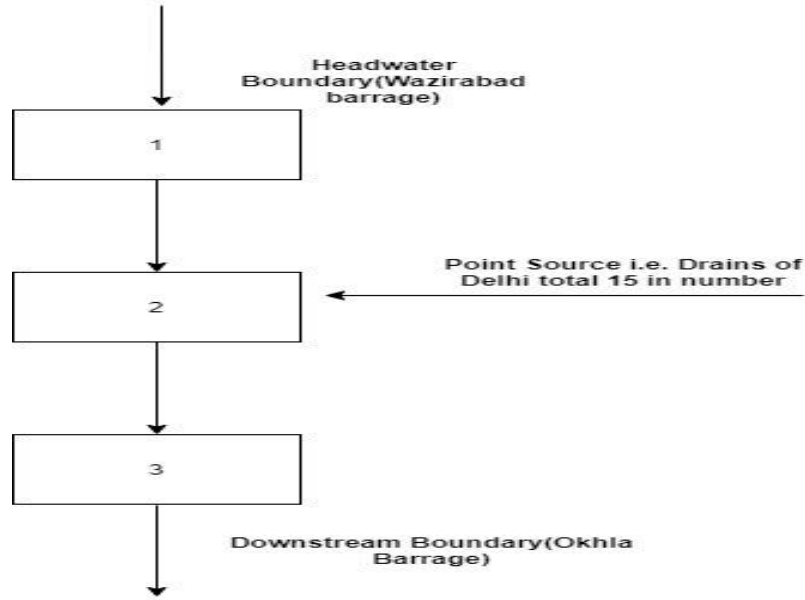 Headwater
Boundary(Wazirabad
barrage)
1
Point Source i.e. Drains of
Delhi total 15 in number
2
3
Downstream Boundary(Okhla
Barrage)